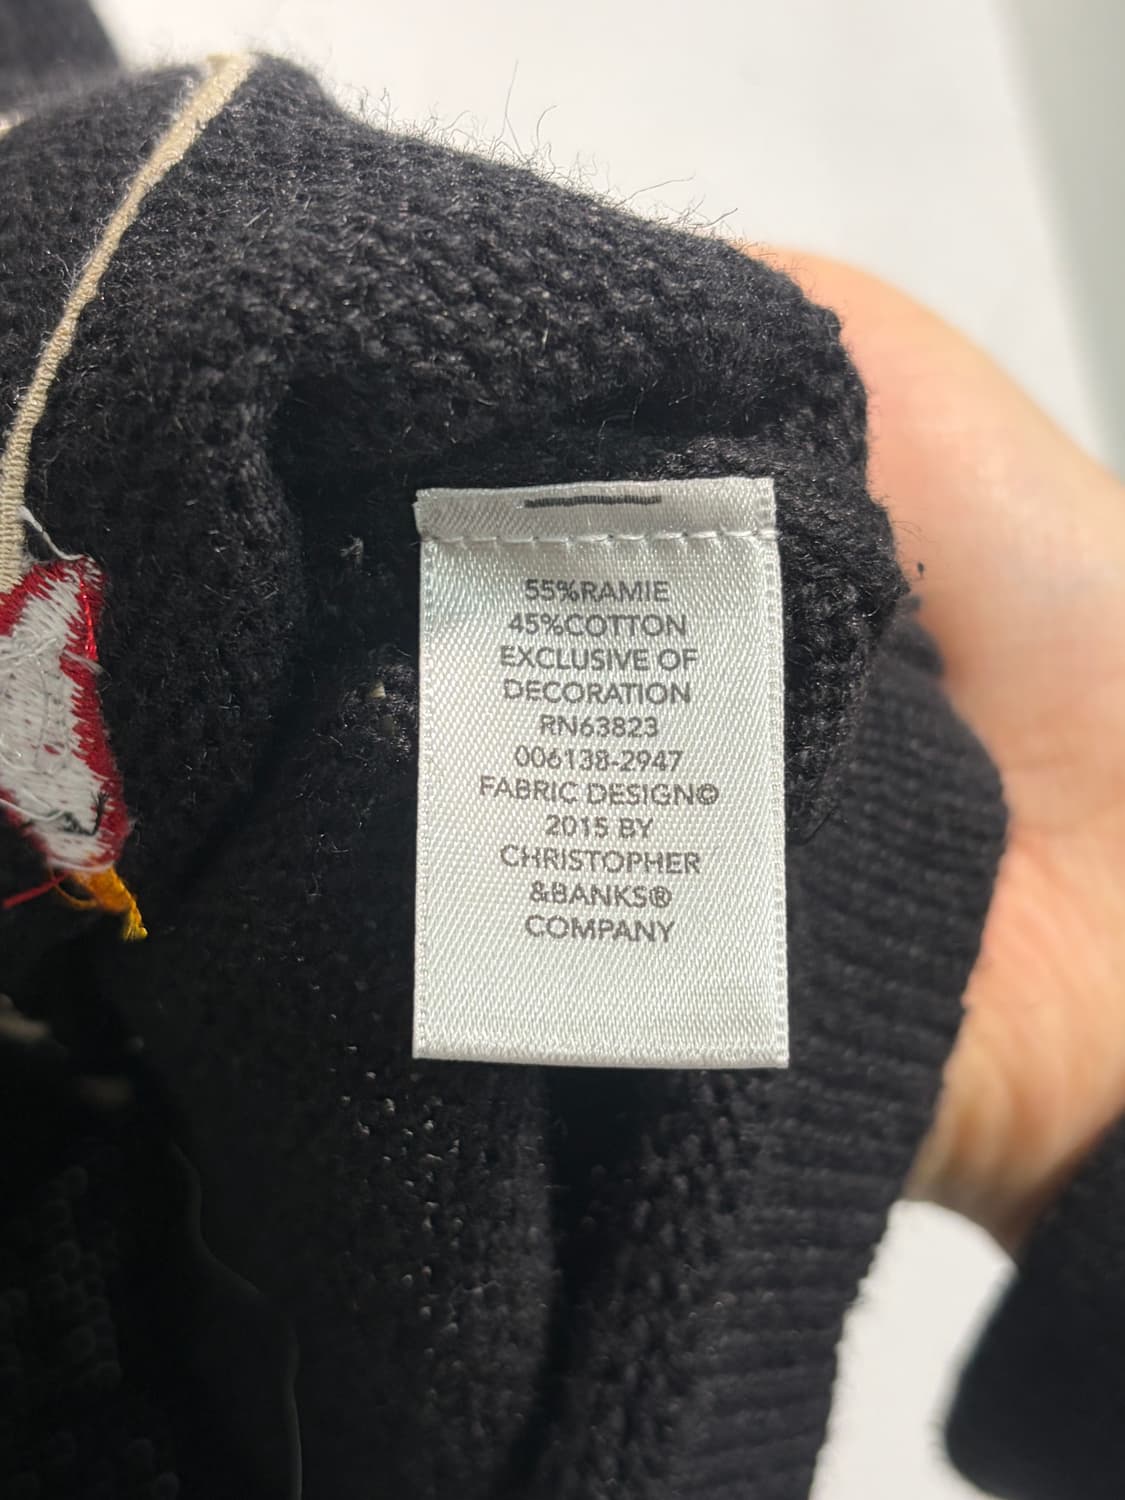 55%RAMIE
45%COTTON
EXCLUSIVE OF
DECORATION
RN63823
006138-2947
FABRIC DESIGN©
2015 BY
CHRISTOPHER
&BANKS®
COMPANY